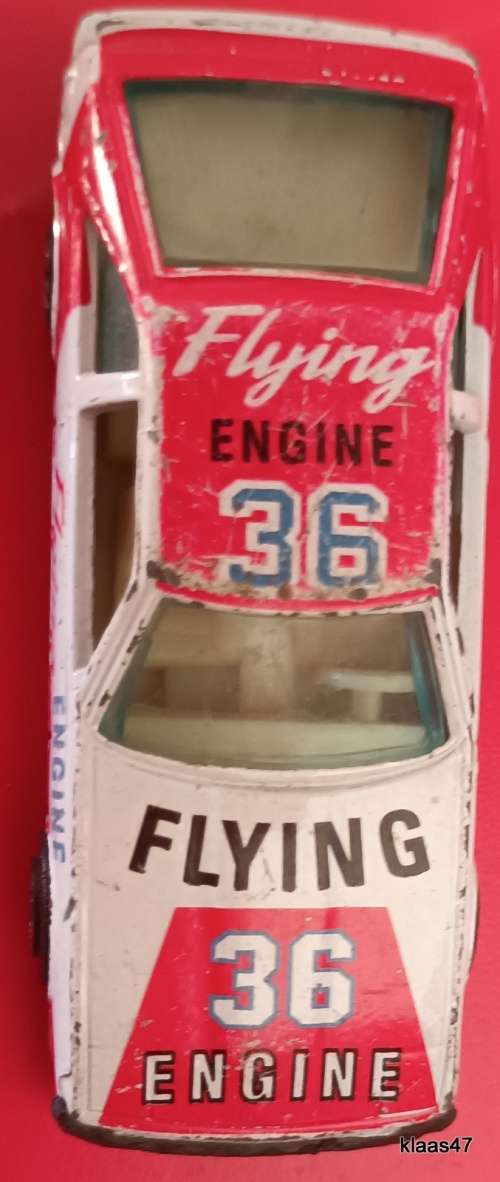 Flying
ENGINE
36
ENGINE
FLYING
36
ENGINE
klaas47